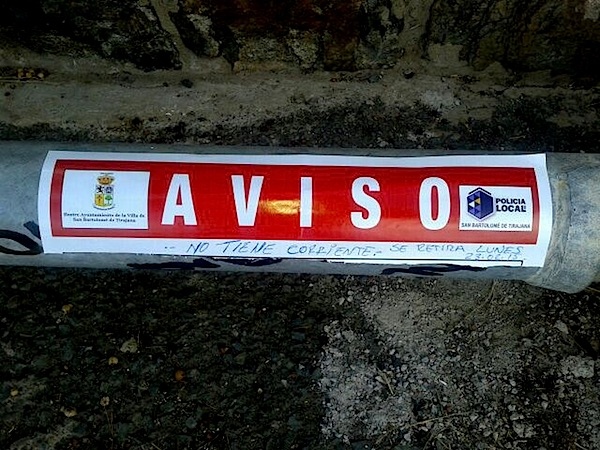 AVISO
Ilustre Ayuntamiento de la Villa de
San Bartolomé de Tirajana
POLICIA
LOCAL
SAN BARTOLOMÉ DE TIRAJANA
.- NO TIENE CORRIENTE.- SE RETIRA LUNES